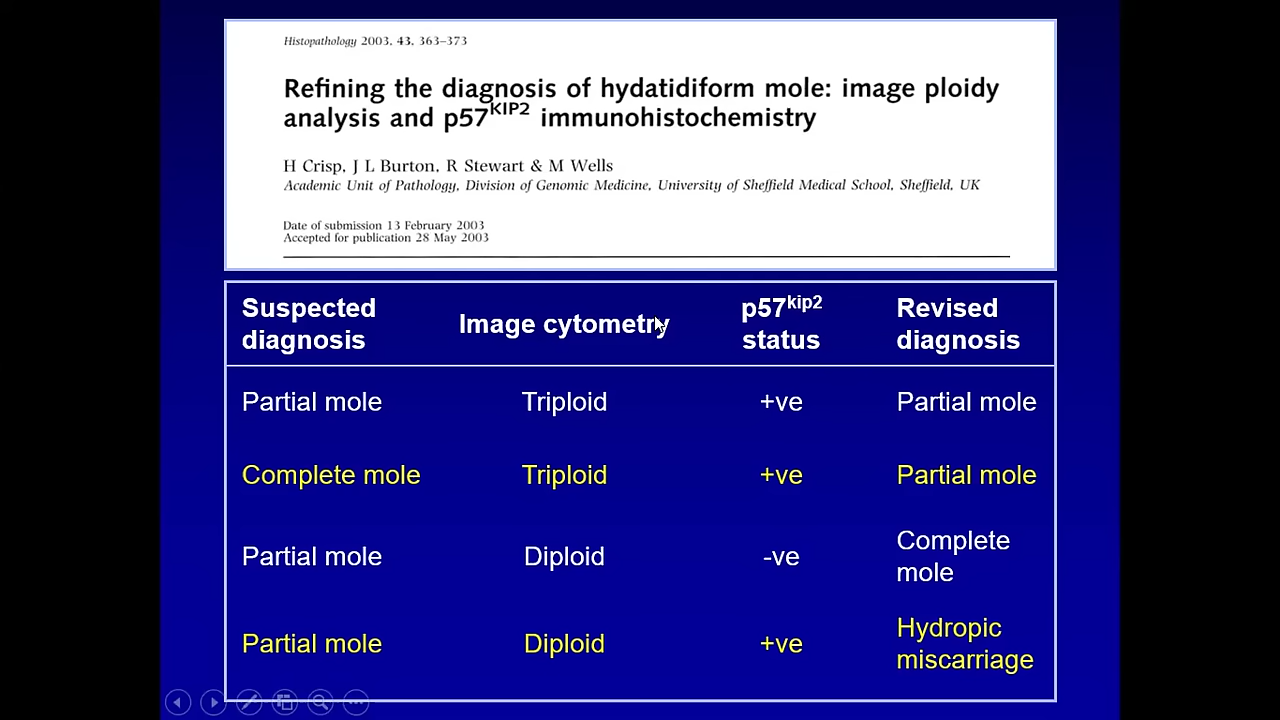 Histopathology 2003, 43, 363–373
Refining the diagnosis of hydatidiform mole: image ploidy
analysis and p57KIP2 immunohistochemistry
H Crisp, J L Burton, R Stewart & M Wells
Academic Unit of Pathology, Division of Genomic Medicine, University of Sheffield Medical School, Sheffield, UK
Date of submission 13 February 2003
Accepted for publication 28 May 2003
Suspected diagnosis Image cytometry p57kip2 status Revised diagnosis
Partial mole Triploid +ve Partial mole
Complete mole Triploid +ve Partial mole
Partial mole Diploid -ve Complete mole
Partial mole Diploid +ve Hydropic miscarriage